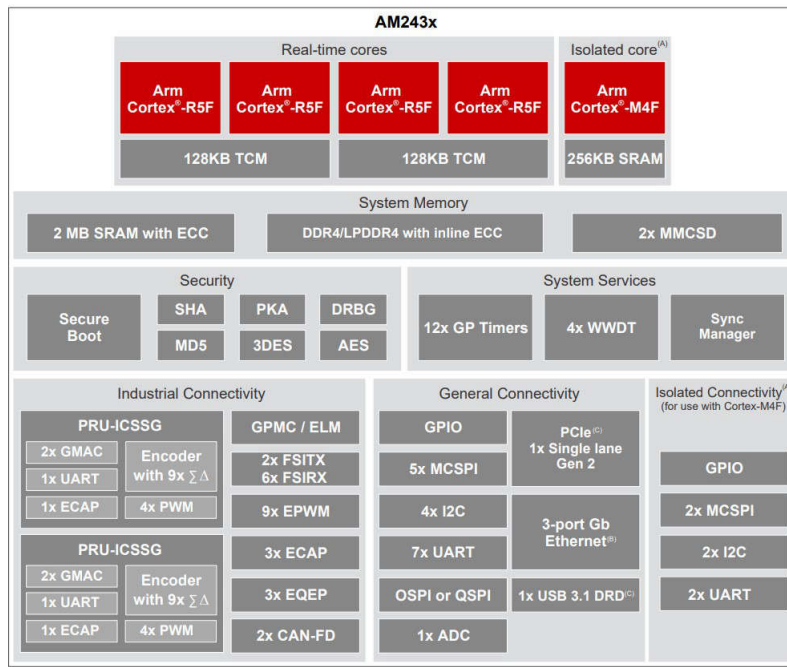 AM243x
Real-time cores
Isolated core(A)
Arm
Cortex®-R5F
Arm
Cortex®-R5F
Arm
Cortex®-R5F
Arm
Cortex®-R5F
Arm
Cortex®-M4F
128KB TCM
128KB TCM
256KB SRAM
System Memory
2 MB SRAM with ECC
DDR4/LPDDR4 with inline ECC
2x MMCSD
Security
Secure
Boot
SHA
PKA
DRBG
MD5
3DES
AES
System Services
12x GP Timers
4x WWDT
Sync
Manager
Industrial Connectivity
PRU-ICSSG
2x GMAC
1x UART
Encoder
with 9x ∑ Δ
1x ECAP
4x PWM
PRU-ICSSG
2x GMAC
1x UART
Encoder
with 9x ∑ Δ
1x ECAP
4x PWM
GPMC / ELM
2x FSITX
6x FSIRX
9x EPWM
3x ECAP
3x EQEP
2x CAN-FD
General Connectivity
GPIO
5x MCSPI
4x I2C
7x UART
OSPI or QSPI
1x ADC
PCIe(C)
1x Single lane
Gen 2
3-port Gb
Ethernet(B)
1x USB 3.1 DRD(C)
Isolated Connectivity(A)
(for use with Cortex-M4F)
GPIO
2x MCSPI
2x I2C
2x UART